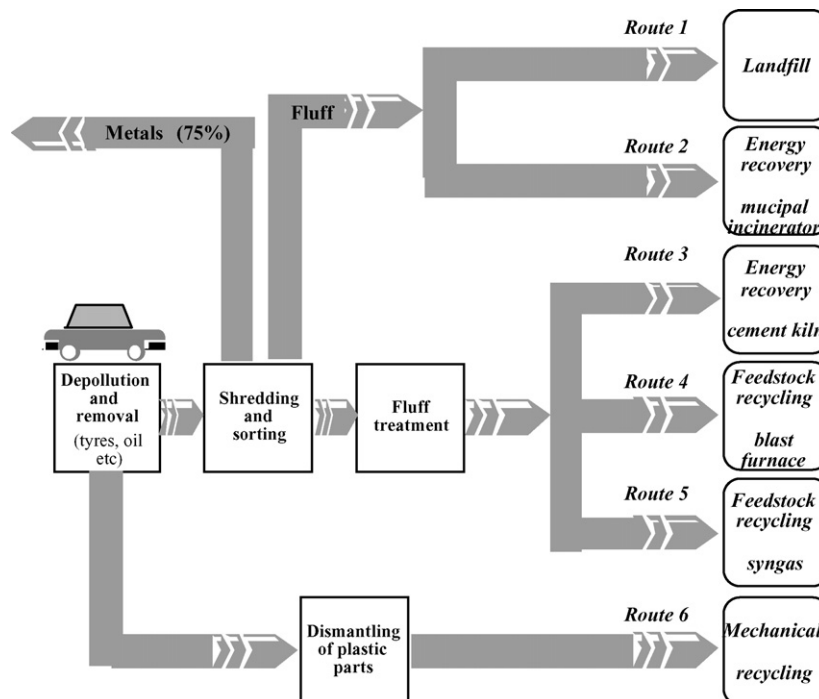 Route 1
Landfill
Metals (75%)
Fluff
Route 2
Energy
recovery
mucipal
incinerator
Route 3
Energy
recovery
cement kiln
Depollution
and
removal
(tyres, oil
etc)
Shredding
and
sorting
Fluff
treatment
Route 4
Feedstock
recycling
blast
furnace
Route 5
Feedstock
recycling
syngas
Dismantling
of plastic
parts
Route 6
Mechanical
recycling